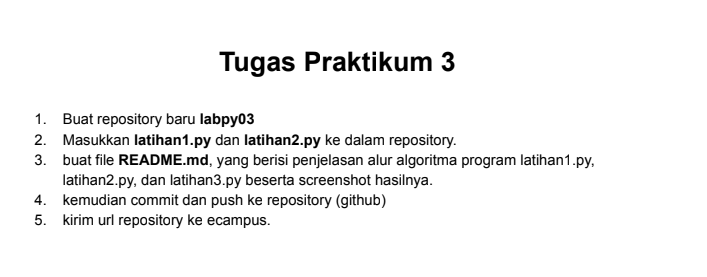 Tugas Praktikum 3
1. Buat repository baru labpy03
2. Masukkan latihan1.py dan latihan2.py ke dalam repository.
3. buat file README.md, yang berisi penjelasan alur algoritma program latihan1.py,
latihan2.py, dan latihan3.py beserta screenshot hasilnya.
4. kemudian commit dan push ke repository (github)
5. kirim url repository ke ecampus.